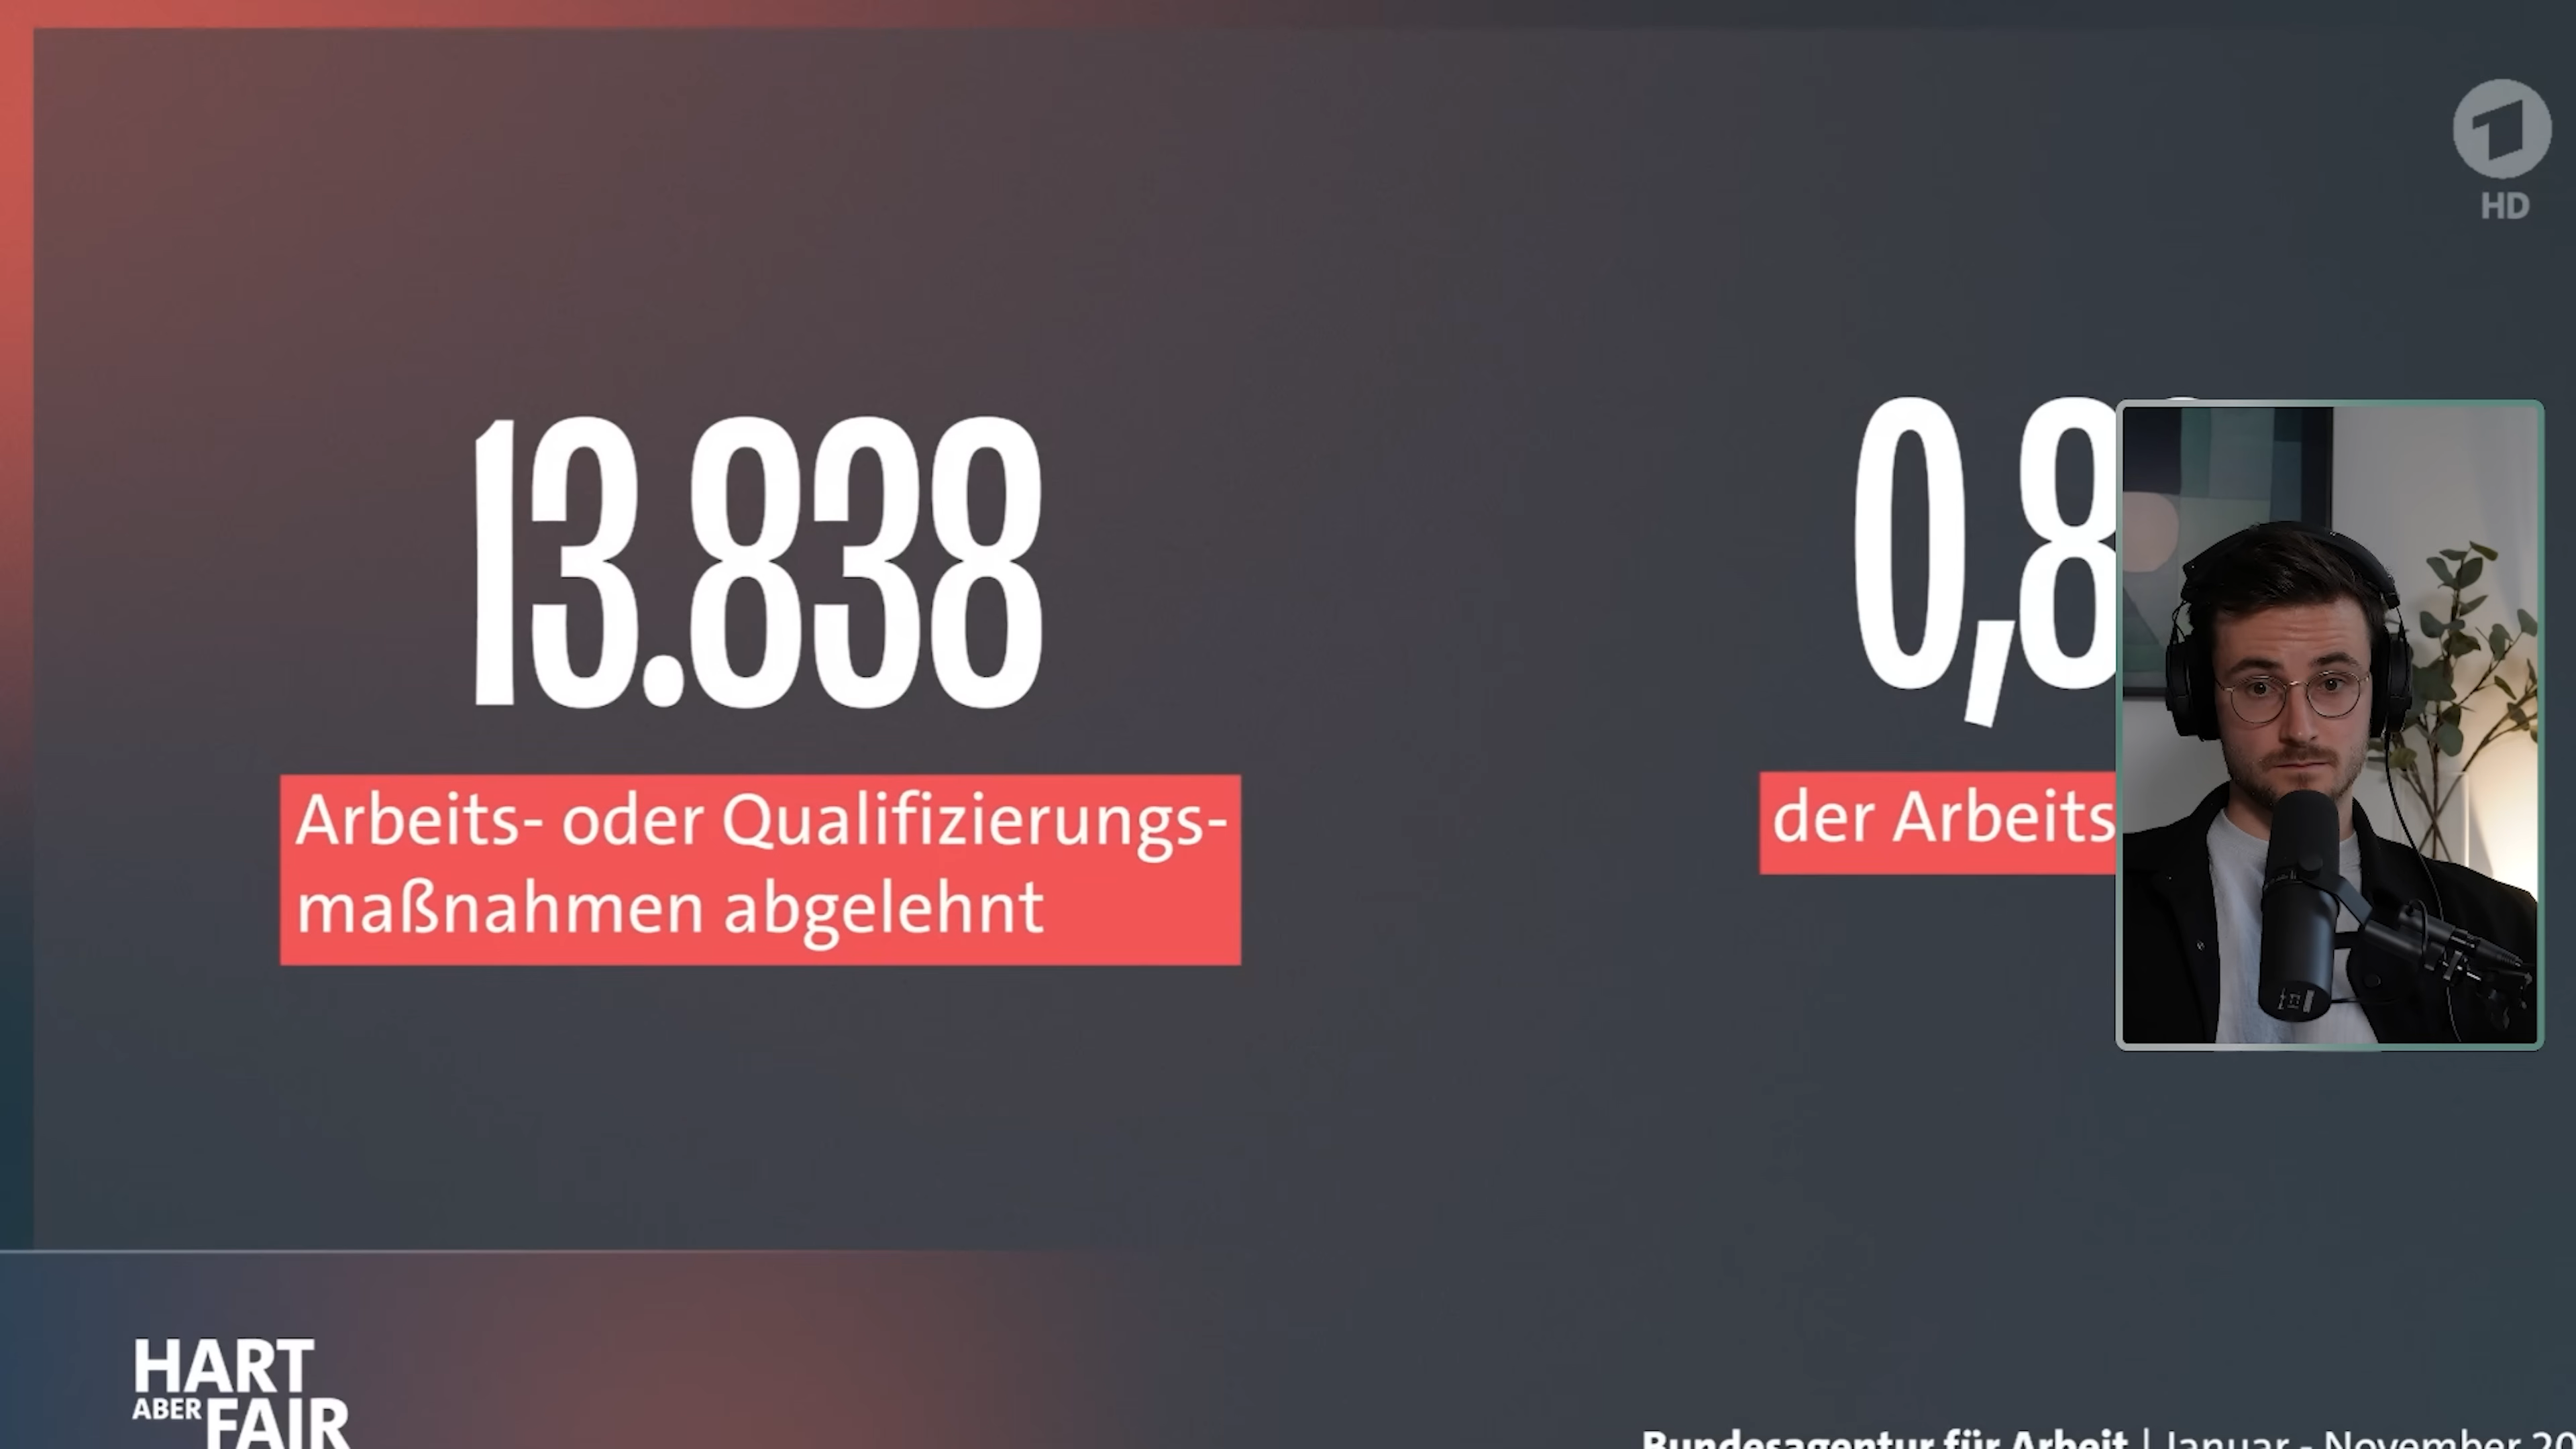 HD
13.838
0,8
Arbeits- oder Qualifizierungs-
maßnahmen abgelehnt
der Arbeits
HART
ABER FAIR
Bundesagentur für Arbeit | Januar - November 20